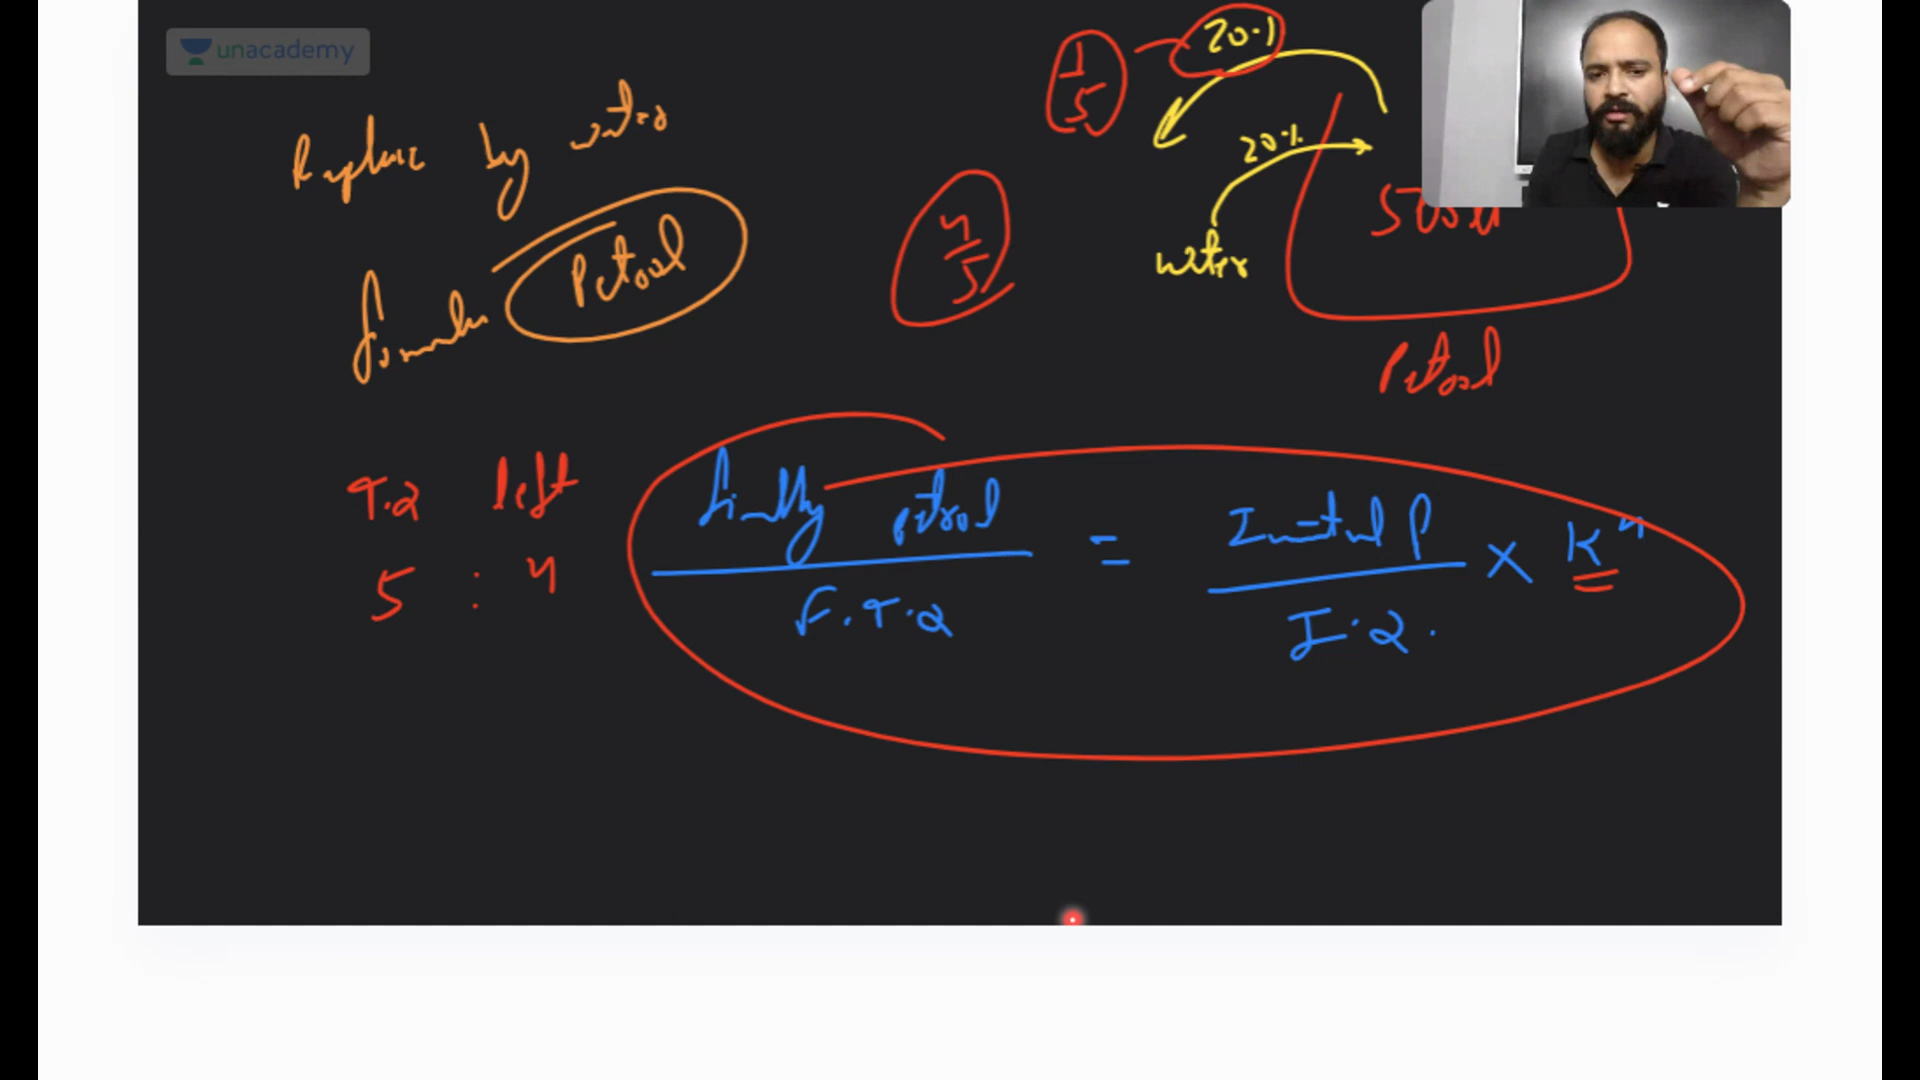 unacademy
1/5 20.1
Replace by water
20%
4/5
water
formula Petrol
Petrol
T.Q left
5 : 4
finally petrol / F.T.Q = Initial P / I.Q. × K^n